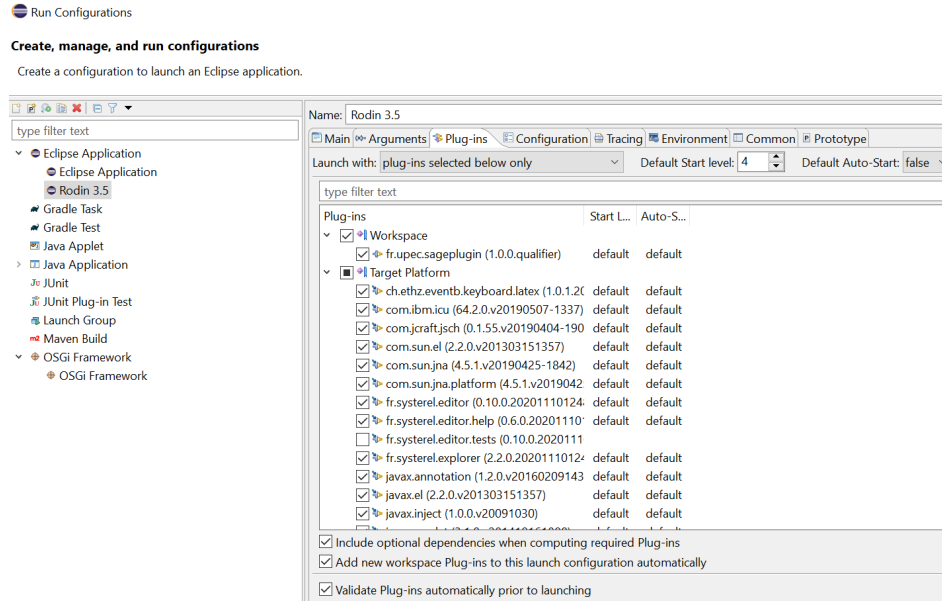 Run Configurations
Create, manage, and run configurations
Create a configuration to launch an Eclipse application.
Name: Rodin 3.5
type filter text
Main Arguments Plug-ins Configuration Tracing Environment Common Prototype
Eclipse Application
Launch with: plug-ins selected below only Default Start level: 4 Default Auto-Start: false
Eclipse Application
Rodin 3.5
type filter text
Gradle Task
Plug-ins Start L... Auto-S...
Gradle Test
Workspace
Java Applet
fr.upec.sageplugin (1.0.0.qualifier) default default
Java Application
Target Platform
JUnit
ch.ethz.eventb.keyboard.latex (1.0.1.20 default default
JUnit Plug-in Test
com.ibm.icu (64.2.0.v20190507-1337) default default
Launch Group
com.jcraft.jsch (0.1.55.v20190404-190 default default
Maven Build
com.sun.el (2.2.0.v201303151357) default default
OSGi Framework
com.sun.jna (4.5.1.v20190425-1842) default default
OSGi Framework
com.sun.jna.platform (4.5.1.v2019042 default default
fr.systerel.editor (0.10.0.2020111012 default default
fr.systerel.editor.help (0.6.0.20201110 default default
fr.systerel.editor.tests (0.10.0.2020111
fr.systerel.explorer (2.2.0.2020111012 default default
javax.annotation (1.2.0.v20160209143 default default
javax.el (2.2.0.v201303151357) default default
javax.inject (1.0.0.v20091030) default default
Include optional dependencies when computing required Plug-ins
Add new workspace Plug-ins to this launch configuration automatically
Validate Plug-ins automatically prior to launching